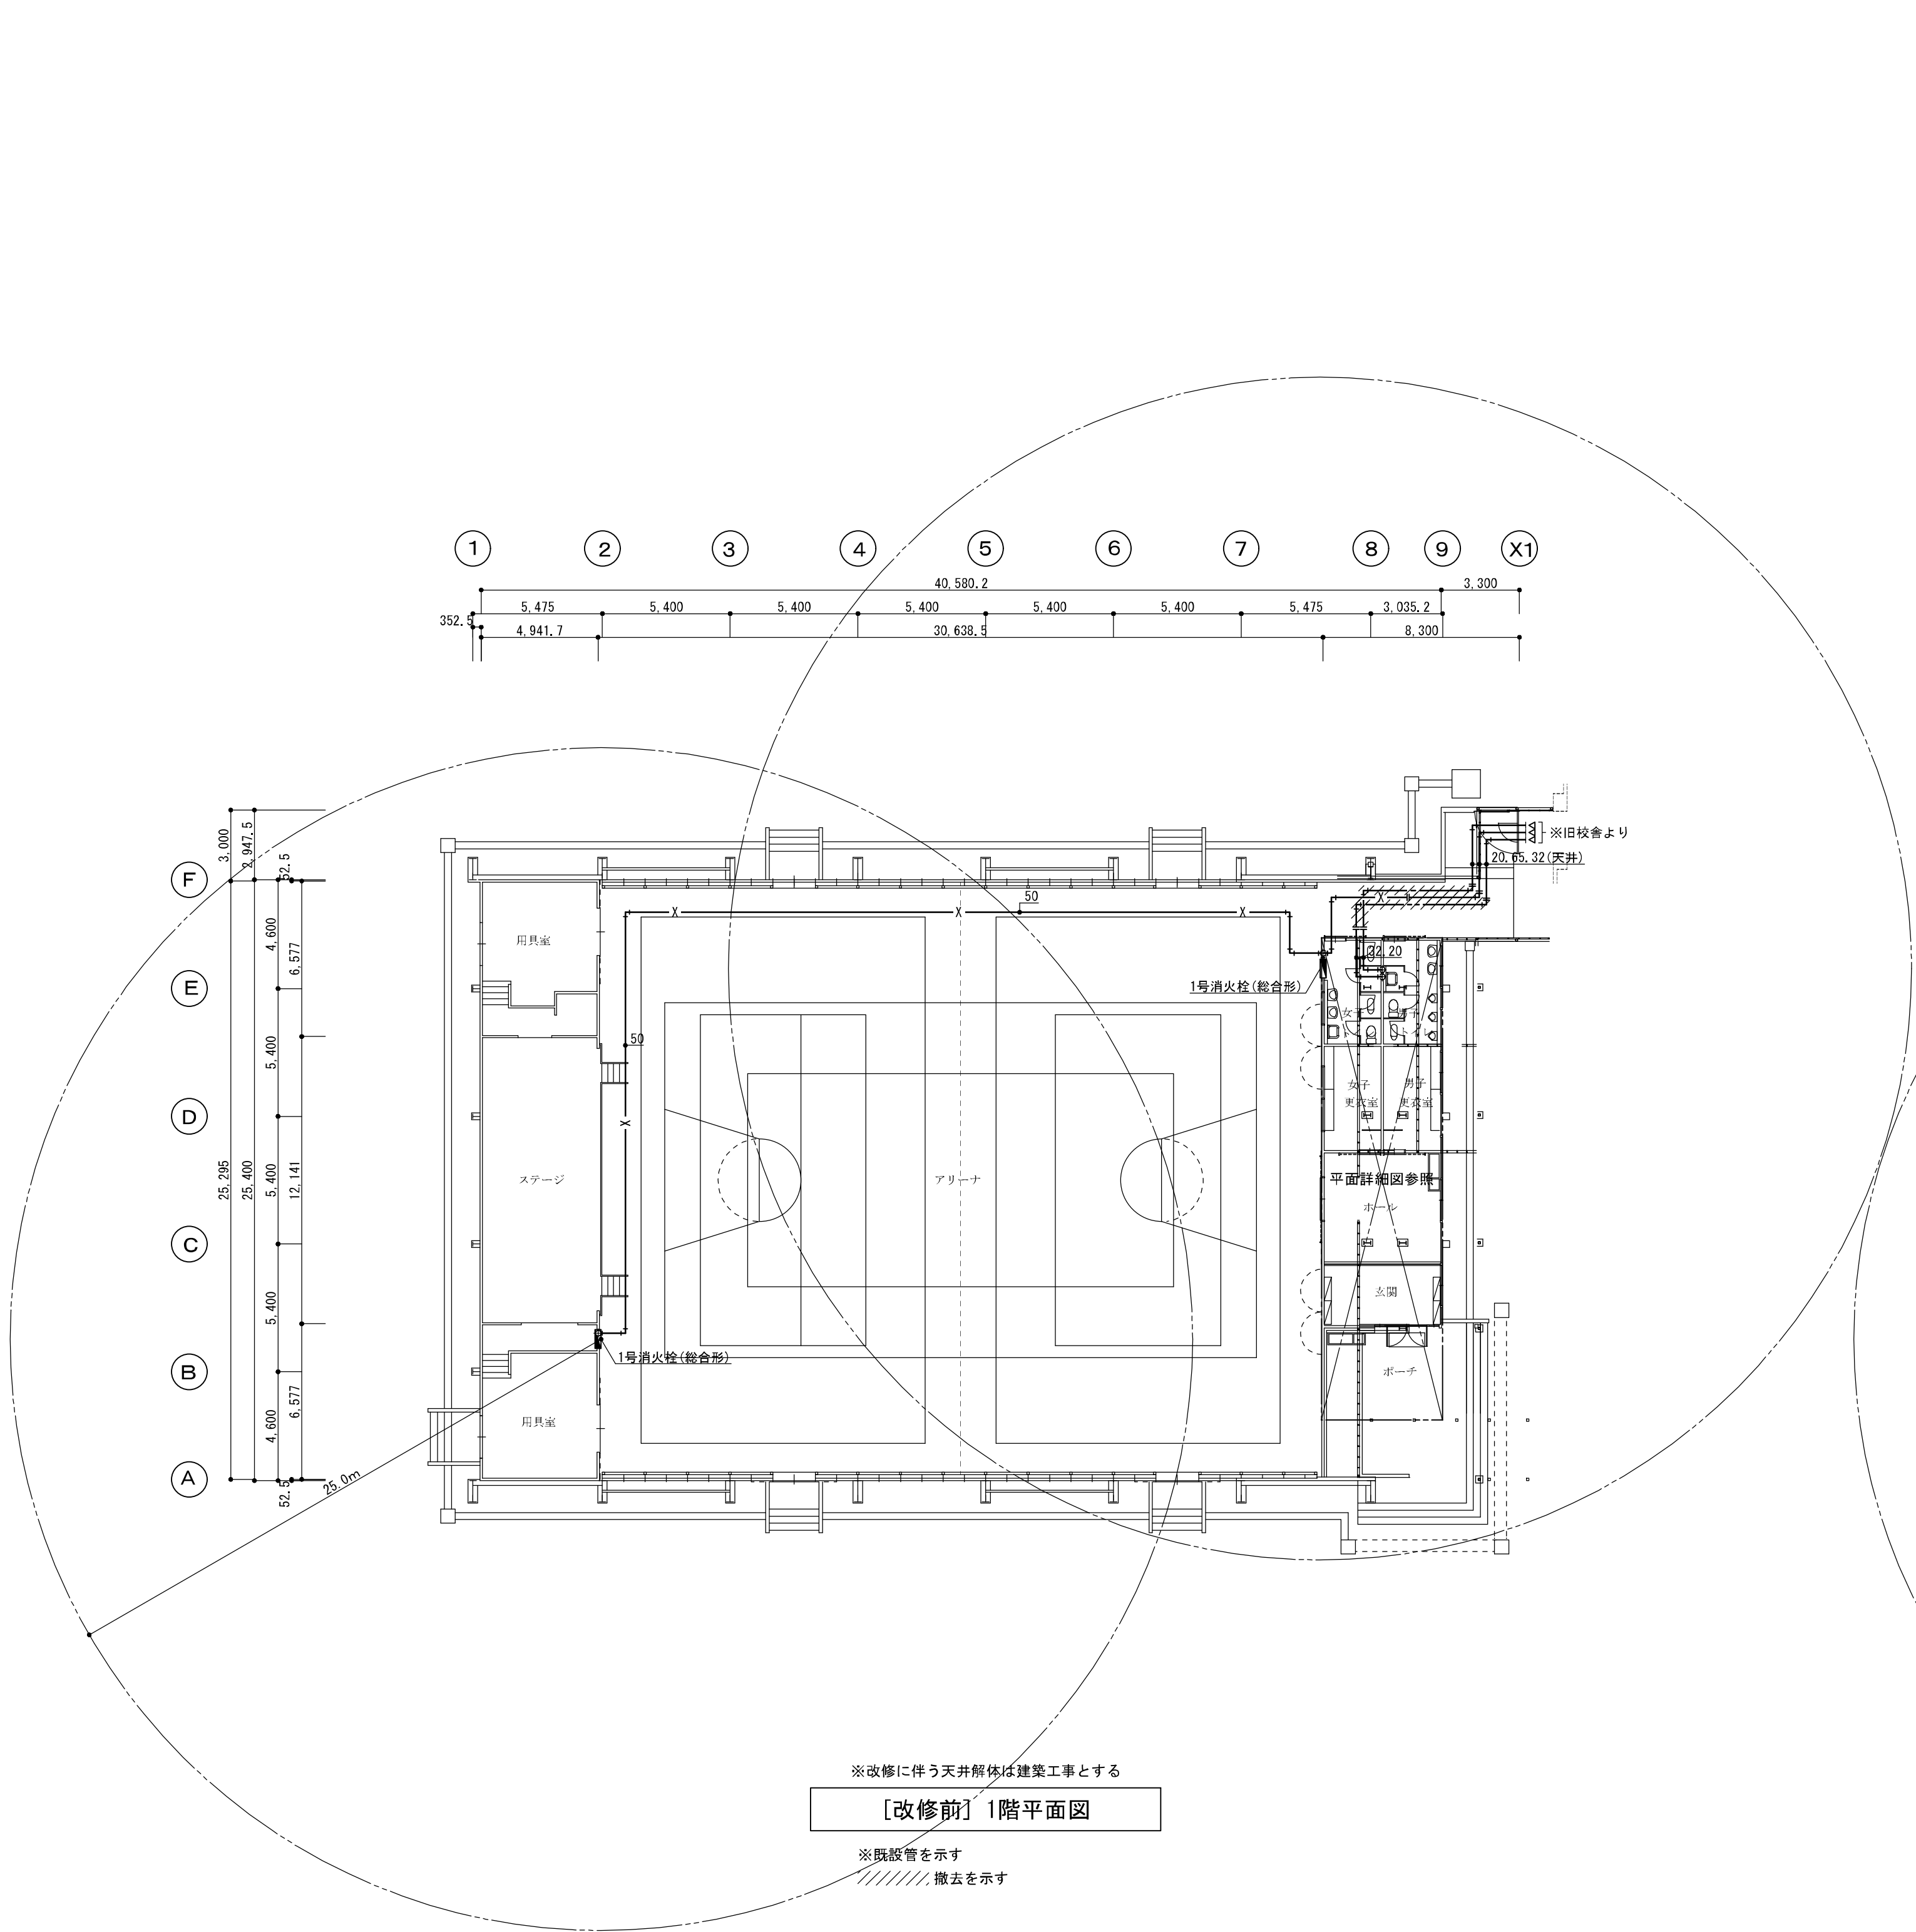 1
2
3
4
5
6
7
8
9
X1
40,580.2
3,300
5,475
5,400
5,400
5,400
5,400
5,400
5,475
3,035.2
352.5
4,941.7
30,638.5
8,300
F
E
D
C
B
A
3,000
2,947.5
52.5
25,295
25,400
4,600
5,400
5,400
5,400
4,600
52.5
6,577
12,141
6,577
※旧校舎より
20.65.32(天井)
X
X
X
X
50
32.20
1号消火栓(総合形)
用具室
50
X
女子
男子
トイレ
女子
更衣室
男子
更衣室
ステージ
アリーナ
平面詳細図参照
ホール
玄関
1号消火栓(総合形)
ポーチ
用具室
25.0m
※改修に伴う天井解体は建築工事とする
[改修前] 1階平面図
※既設管を示す
撤去を示す